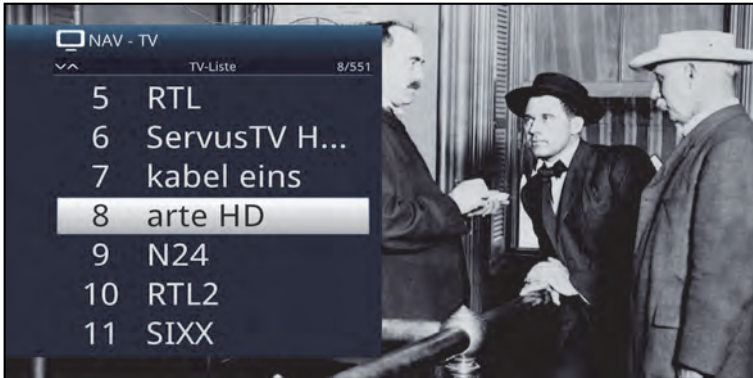 NAV - TV
TV-Liste 8/551
5 RTL
6 ServusTV H...
7 kabel eins
8 arte HD
9 N24
10 RTL2
11 SIXX